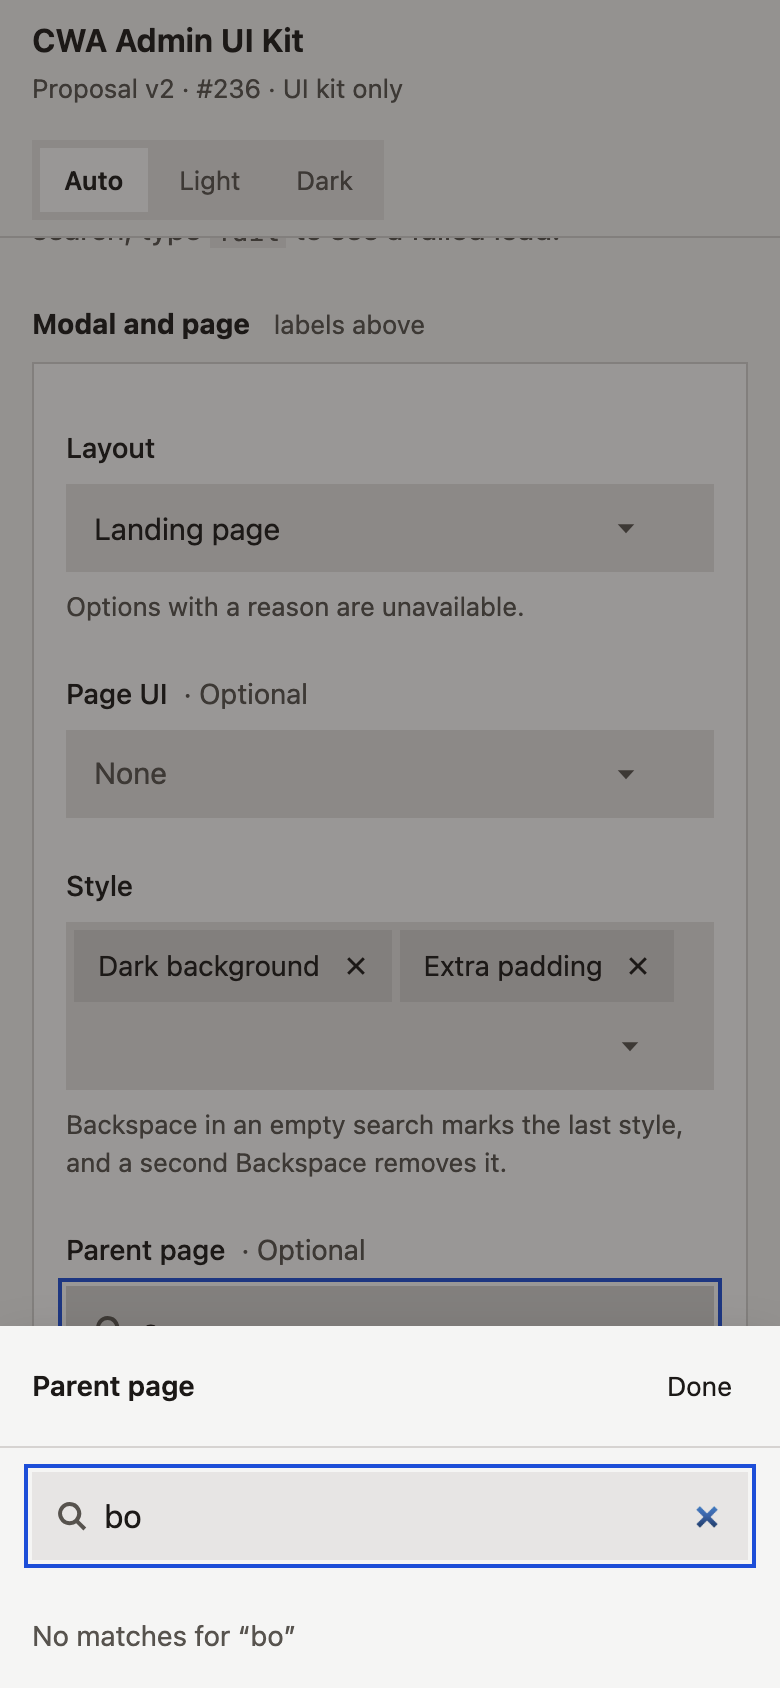 CWA Admin UI Kit
Proposal v2 · #236 · UI kit only
Auto Light Dark
Modal and page labels above
Layout
Landing page
Options with a reason are unavailable.
Page UI · Optional
None
Style
Dark background ✕ Extra padding ✕
Backspace in an empty search marks the last style,
and a second Backspace removes it.
Parent page · Optional
Parent page Done
bo
No matches for “bo”